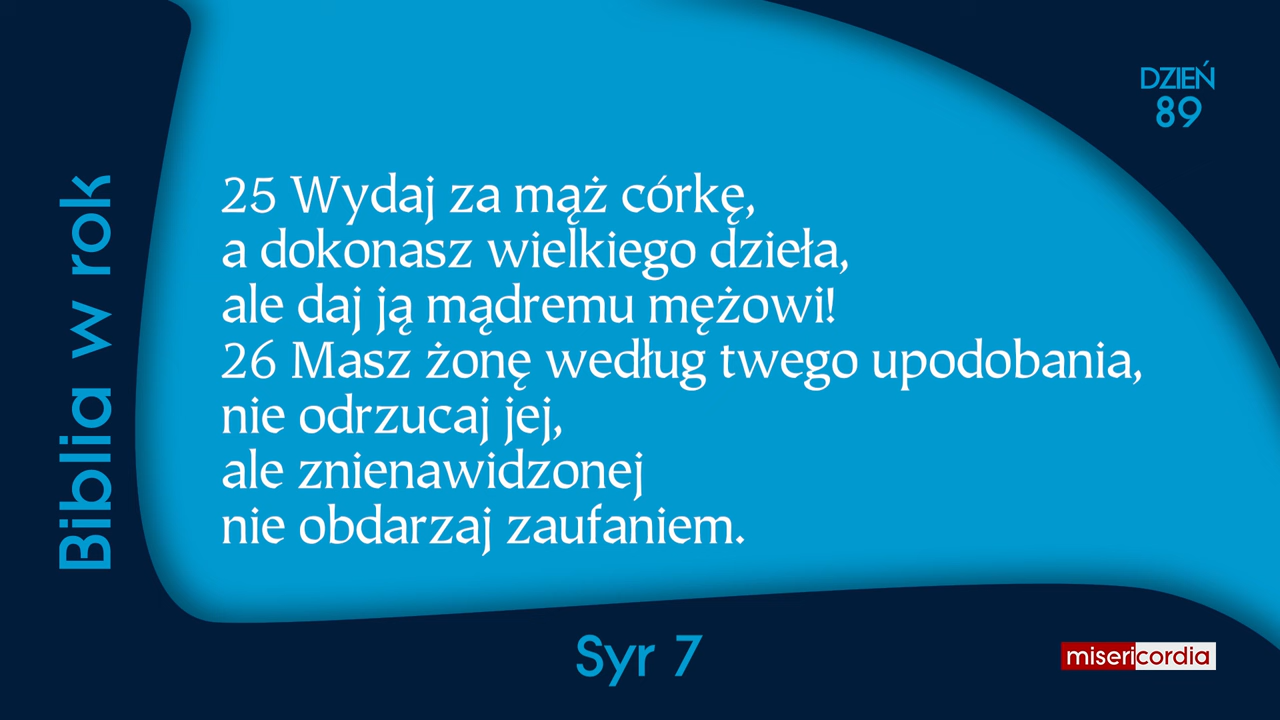 DZIEŃ
89
Biblia w rok
25 Wydaj za mąż córkę,
a dokonasz wielkiego dzieła,
ale daj ją mądremu mężowi!
26 Masz żonę według twego upodobania,
nie odrzucaj jej,
ale znienawidzonej
nie obdarzaj zaufaniem.
Syr 7
misericordia